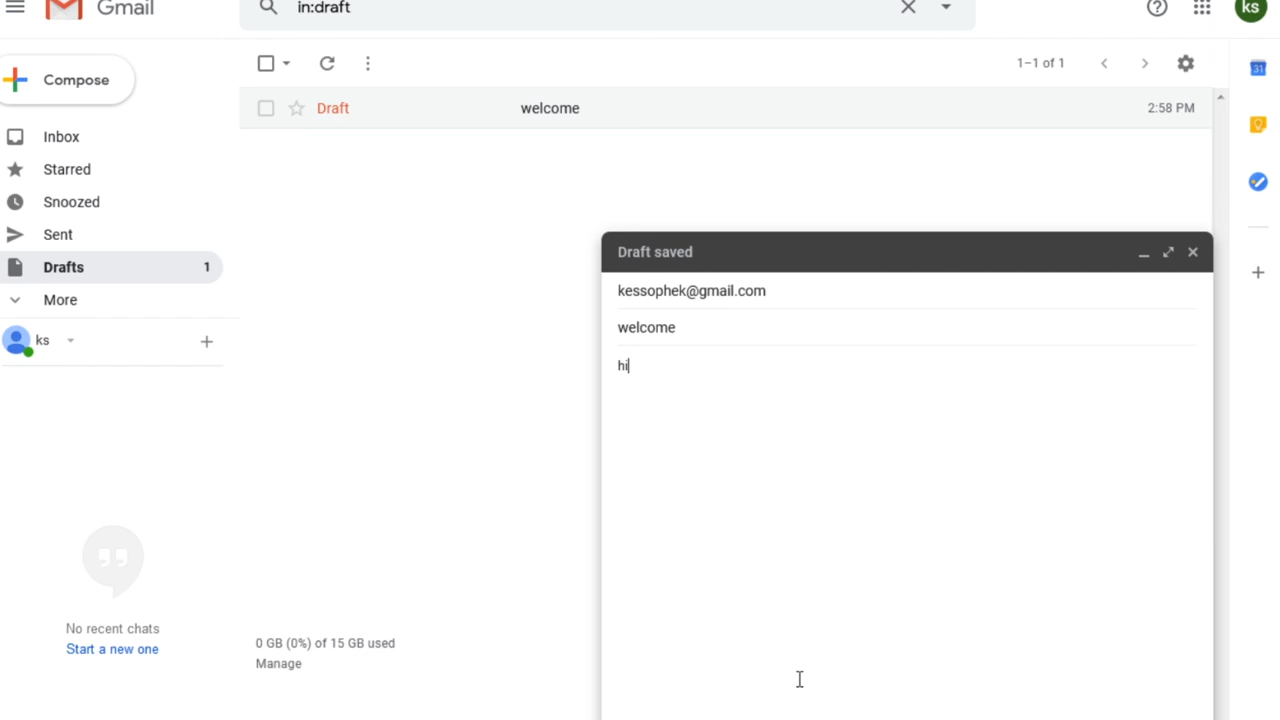 Gmail
in:draft
ks
Compose
1–1 of 1
31
Draft welcome 2:58 PM
Inbox
Starred
Snoozed
Sent
Drafts 1
More
ks
Draft saved
kessophek@gmail.com
welcome
hi
No recent chats
Start a new one
0 GB (0%) of 15 GB used
Manage